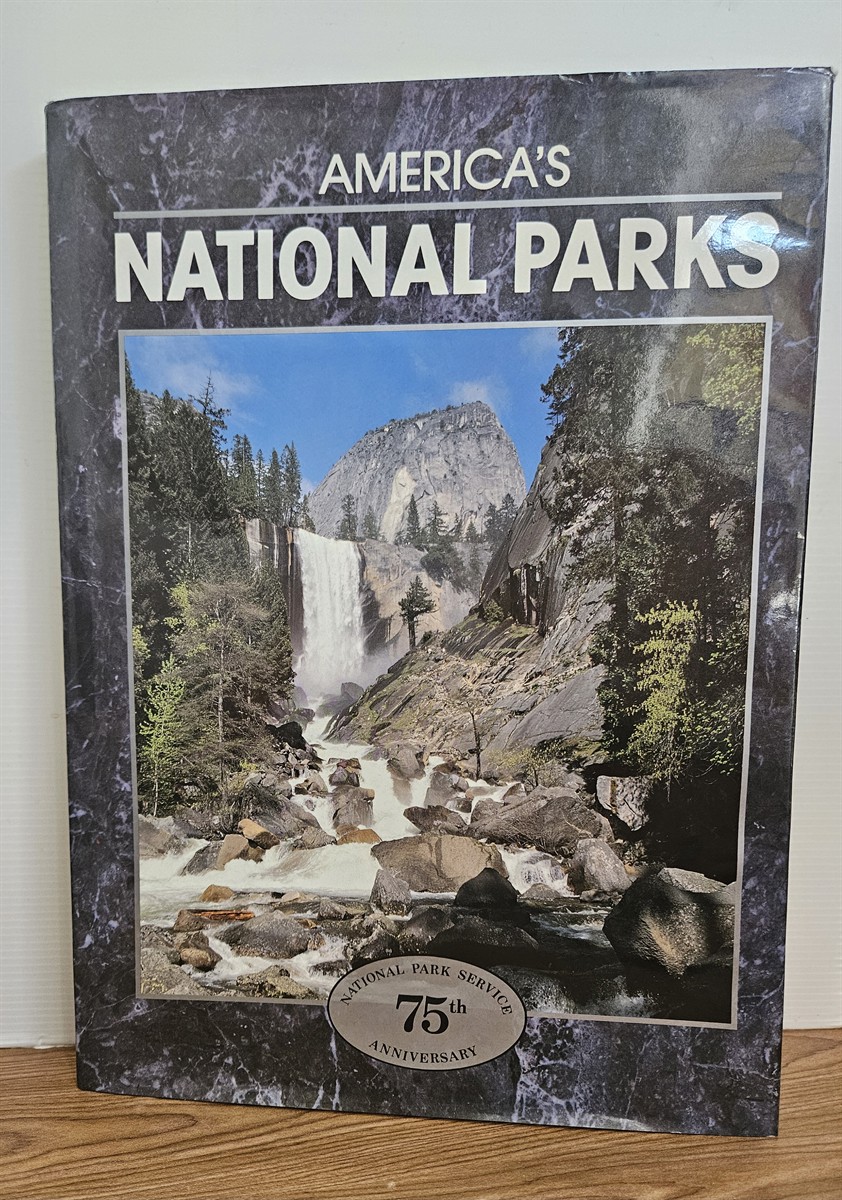 AMERICA'S
NATIONAL PARKS
NATIONAL PARK SERVICE
75th
ANNIVERSARY